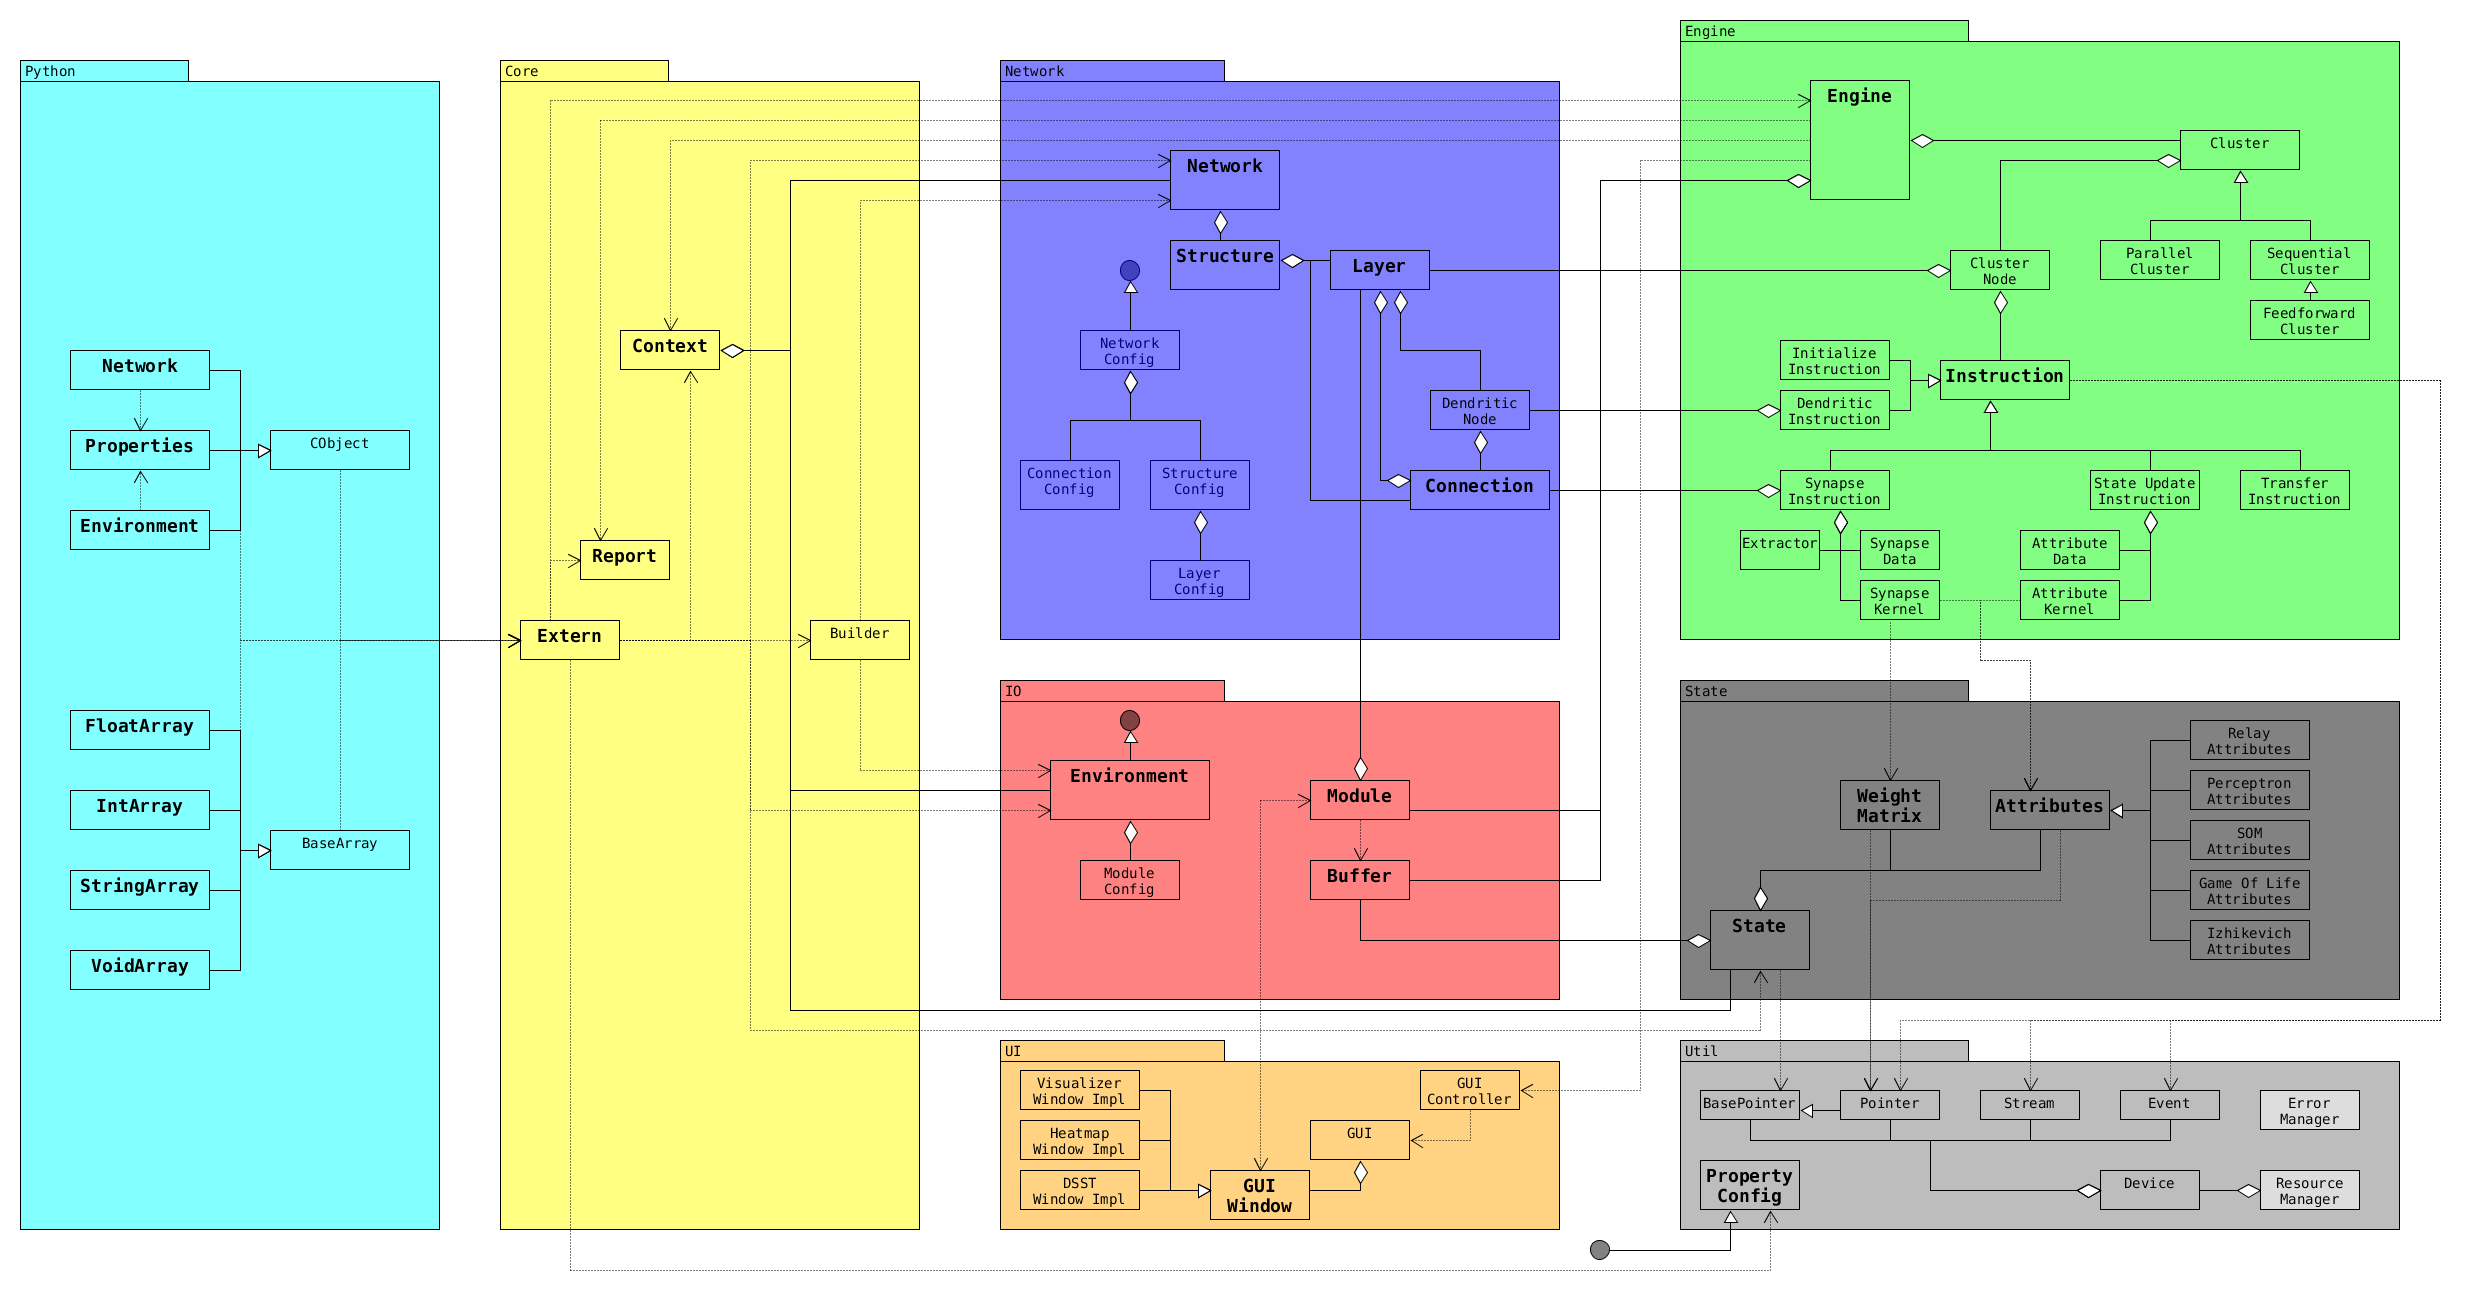 Python
Network
Properties
CObject
Environment
FloatArray
IntArray
BaseArray
StringArray
VoidArray
Core
Context
Report
Extern
Builder
Network
Network
Structure
Layer
Network
Config
Dendritic
Node
Connection
Config
Structure
Config
Connection
Layer
Config
IO
Environment
Module
Module
Config
Buffer
UI
Visualizer
Window Impl
GUI
Controller
Heatmap
Window Impl
GUI
DSST
Window Impl
GUI
Window
Engine
Engine
Cluster
Cluster
Node
Parallel
Cluster
Sequential
Cluster
Feedforward
Cluster
Initialize
Instruction
Instruction
Dendritic
Instruction
Synapse
Instruction
State Update
Instruction
Transfer
Instruction
Extractor
Synapse
Data
Attribute
Data
Synapse
Kernel
Attribute
Kernel
State
Relay
Attributes
Weight
Matrix
Attributes
Perceptron
Attributes
SOM
Attributes
Game Of Life
Attributes
State
Izhikevich
Attributes
Util
BasePointer
Pointer
Stream
Event
Error
Manager
Property
Config
Device
Resource
Manager